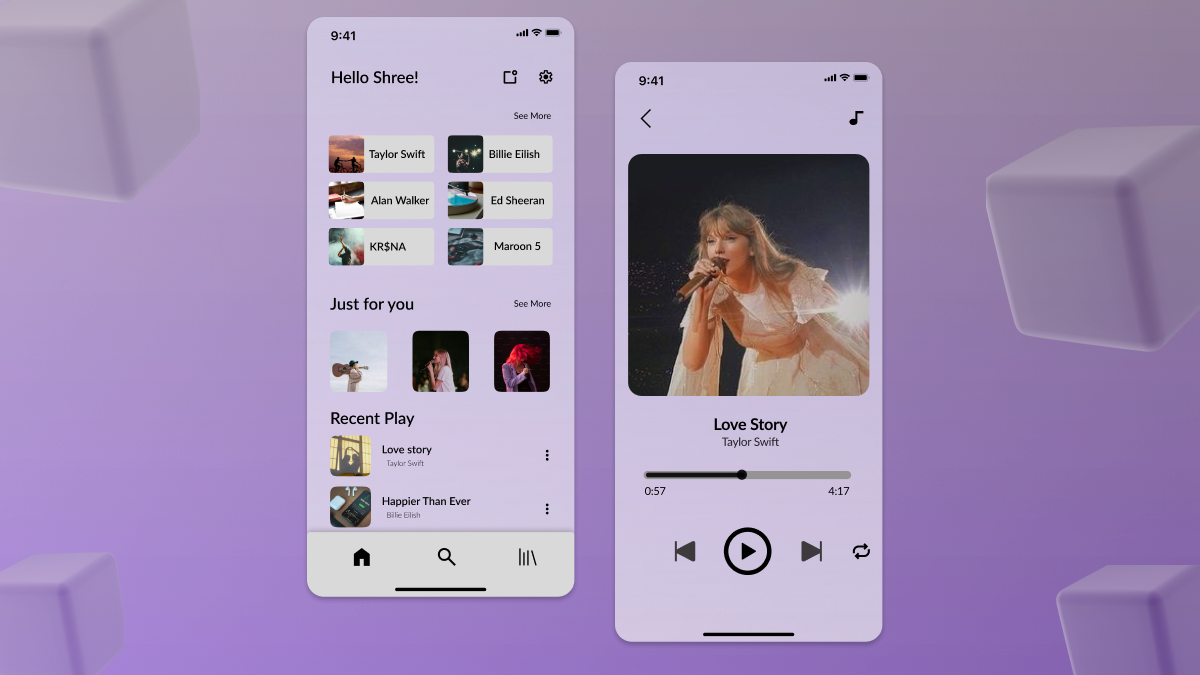 9:41
Hello Shree!
See More
Taylor Swift
Billie Eilish
Alan Walker
Ed Sheeran
KR$NA
Maroon 5
Just for you
See More
Recent Play
Love story
Taylor Swift
Happier Than Ever
Billie Eilish
9:41
Love Story
Taylor Swift
0:57
4:17